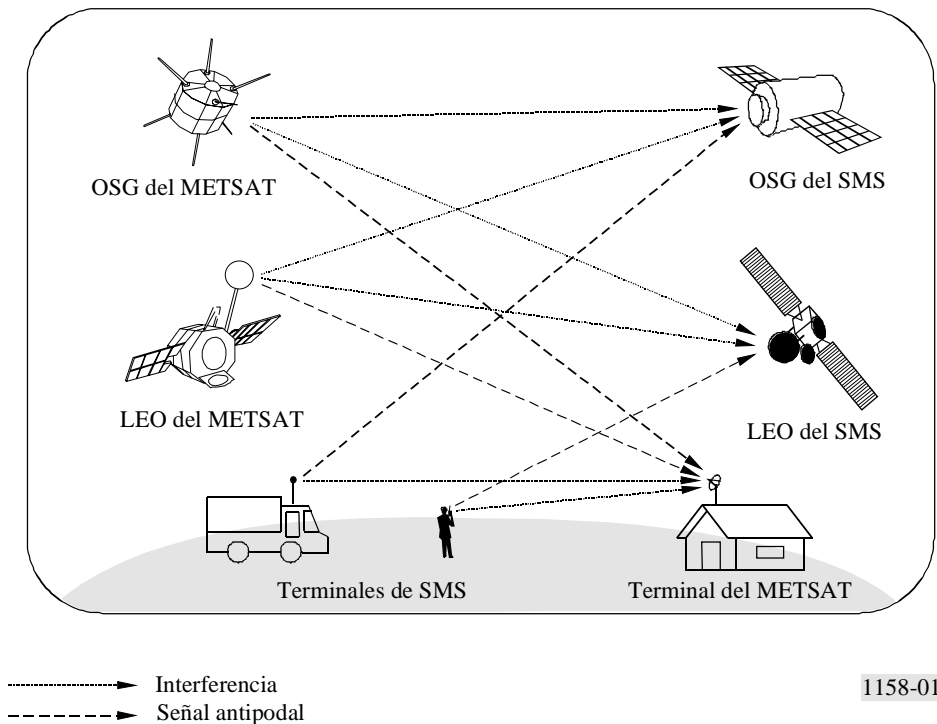 OSG del METSAT
OSG del SMS
LEO del METSAT
LEO del SMS
Terminales de SMS
Terminal del METSAT
Interferencia
1158-01
Señal antipodal